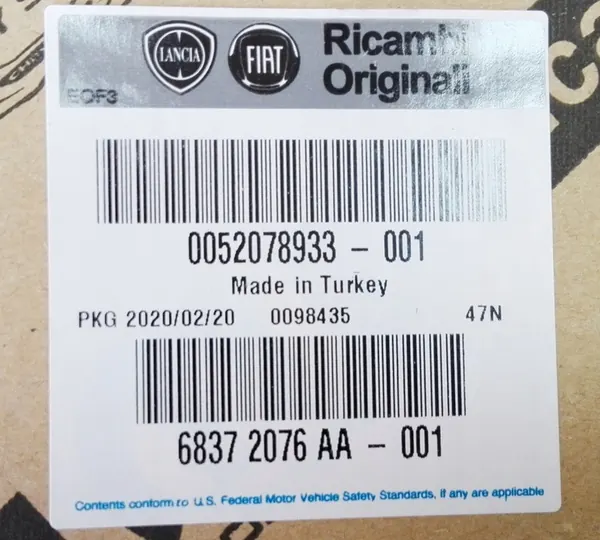 LANCIA FIAT Ricambi
Originali
EOF3
0052078933 - 001
Made in Turkey
PKG 2020/02/20 0098435 47N
6837 2076 AA - 001
Contents conform to U.S. Federal Motor Vehicle Safety Standards, if any are applicable